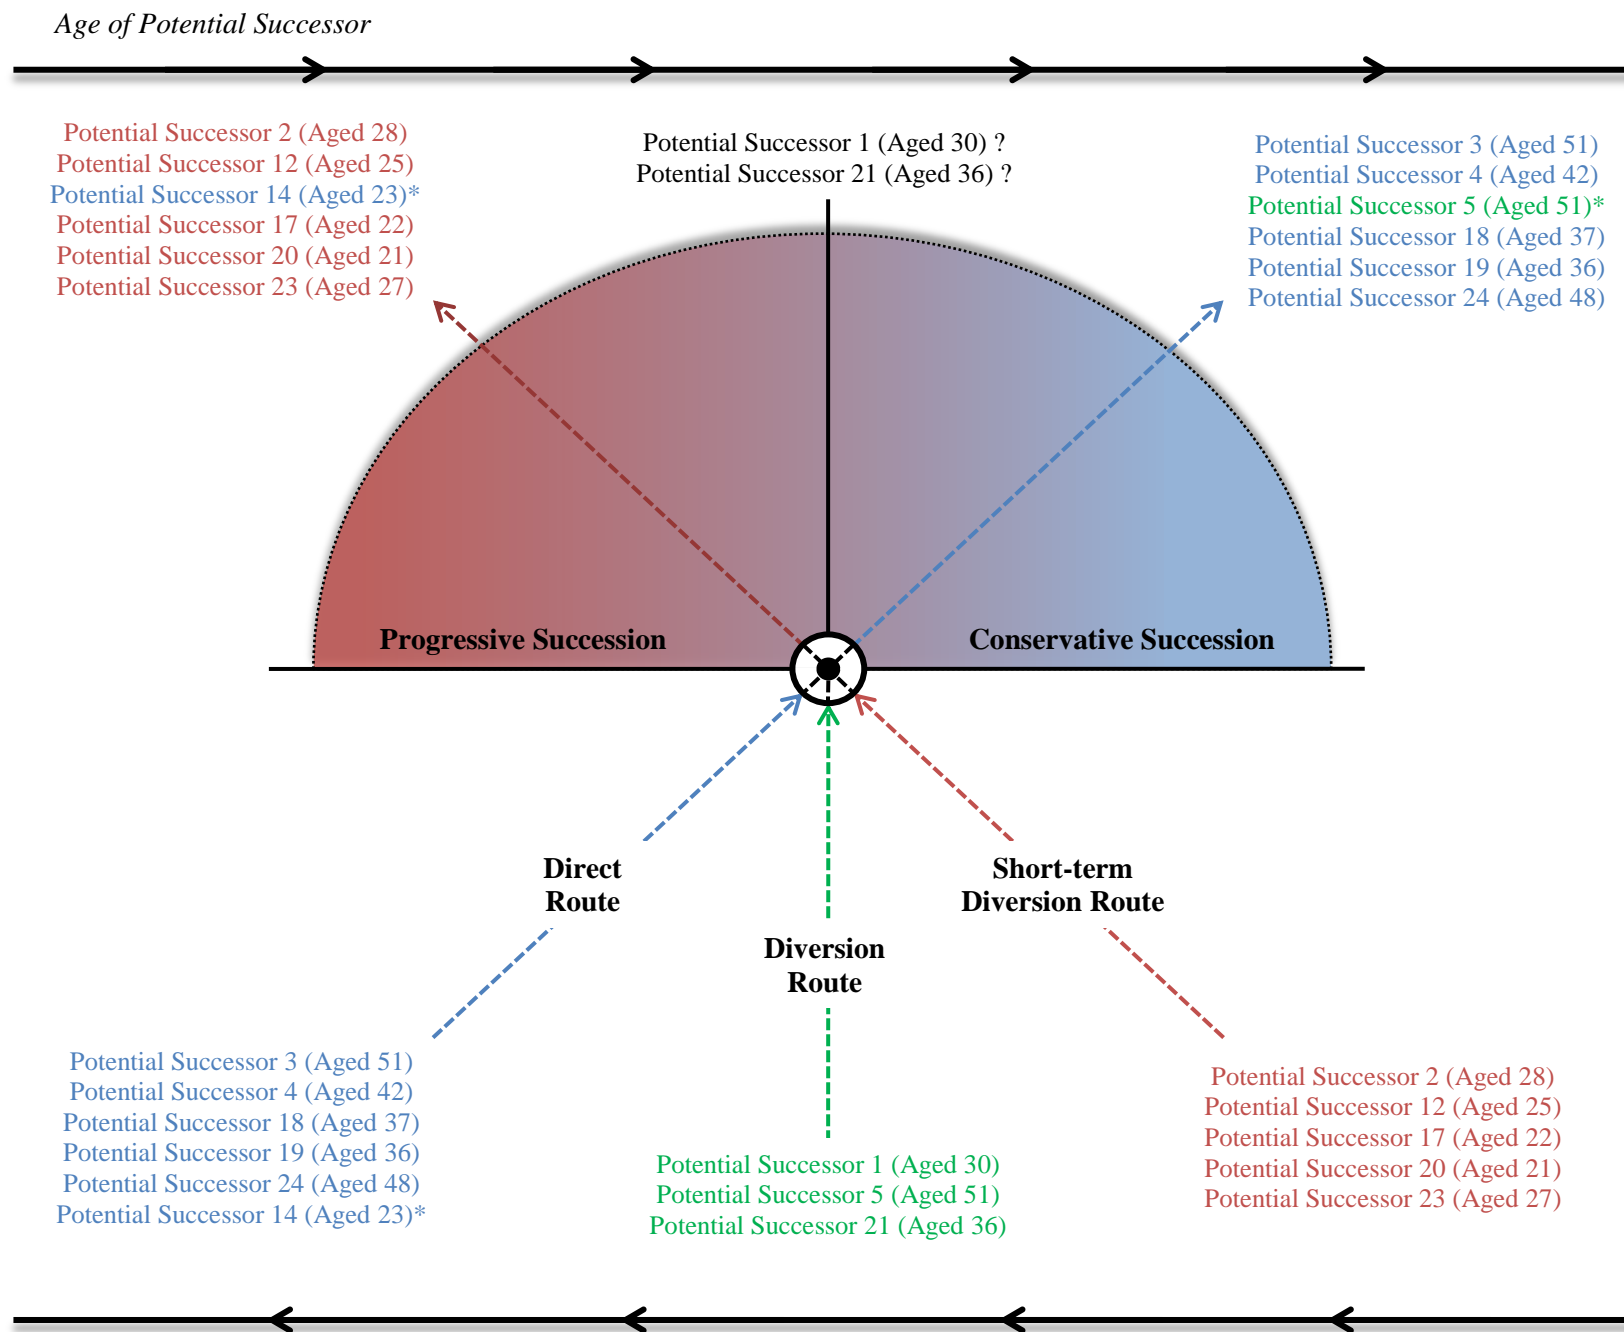 Age of Potential Successor
Potential Successor 2 (Aged 28)
Potential Successor 12 (Aged 25)
Potential Successor 14 (Aged 23)*
Potential Successor 17 (Aged 22)
Potential Successor 20 (Aged 21)
Potential Successor 23 (Aged 27)
Potential Successor 1 (Aged 30) ?
Potential Successor 21 (Aged 36) ?
Potential Successor 3 (Aged 51)
Potential Successor 4 (Aged 42)
Potential Successor 5 (Aged 51)*
Potential Successor 18 (Aged 37)
Potential Successor 19 (Aged 36)
Potential Successor 24 (Aged 48)
Progressive Succession
Conservative Succession
Direct
Route
Diversion
Route
Short-term
Diversion Route
Potential Successor 3 (Aged 51)
Potential Successor 4 (Aged 42)
Potential Successor 18 (Aged 37)
Potential Successor 19 (Aged 36)
Potential Successor 24 (Aged 48)
Potential Successor 14 (Aged 23)*
Potential Successor 1 (Aged 30)
Potential Successor 5 (Aged 51)
Potential Successor 21 (Aged 36)
Potential Successor 2 (Aged 28)
Potential Successor 12 (Aged 25)
Potential Successor 17 (Aged 22)
Potential Successor 20 (Aged 21)
Potential Successor 23 (Aged 27)